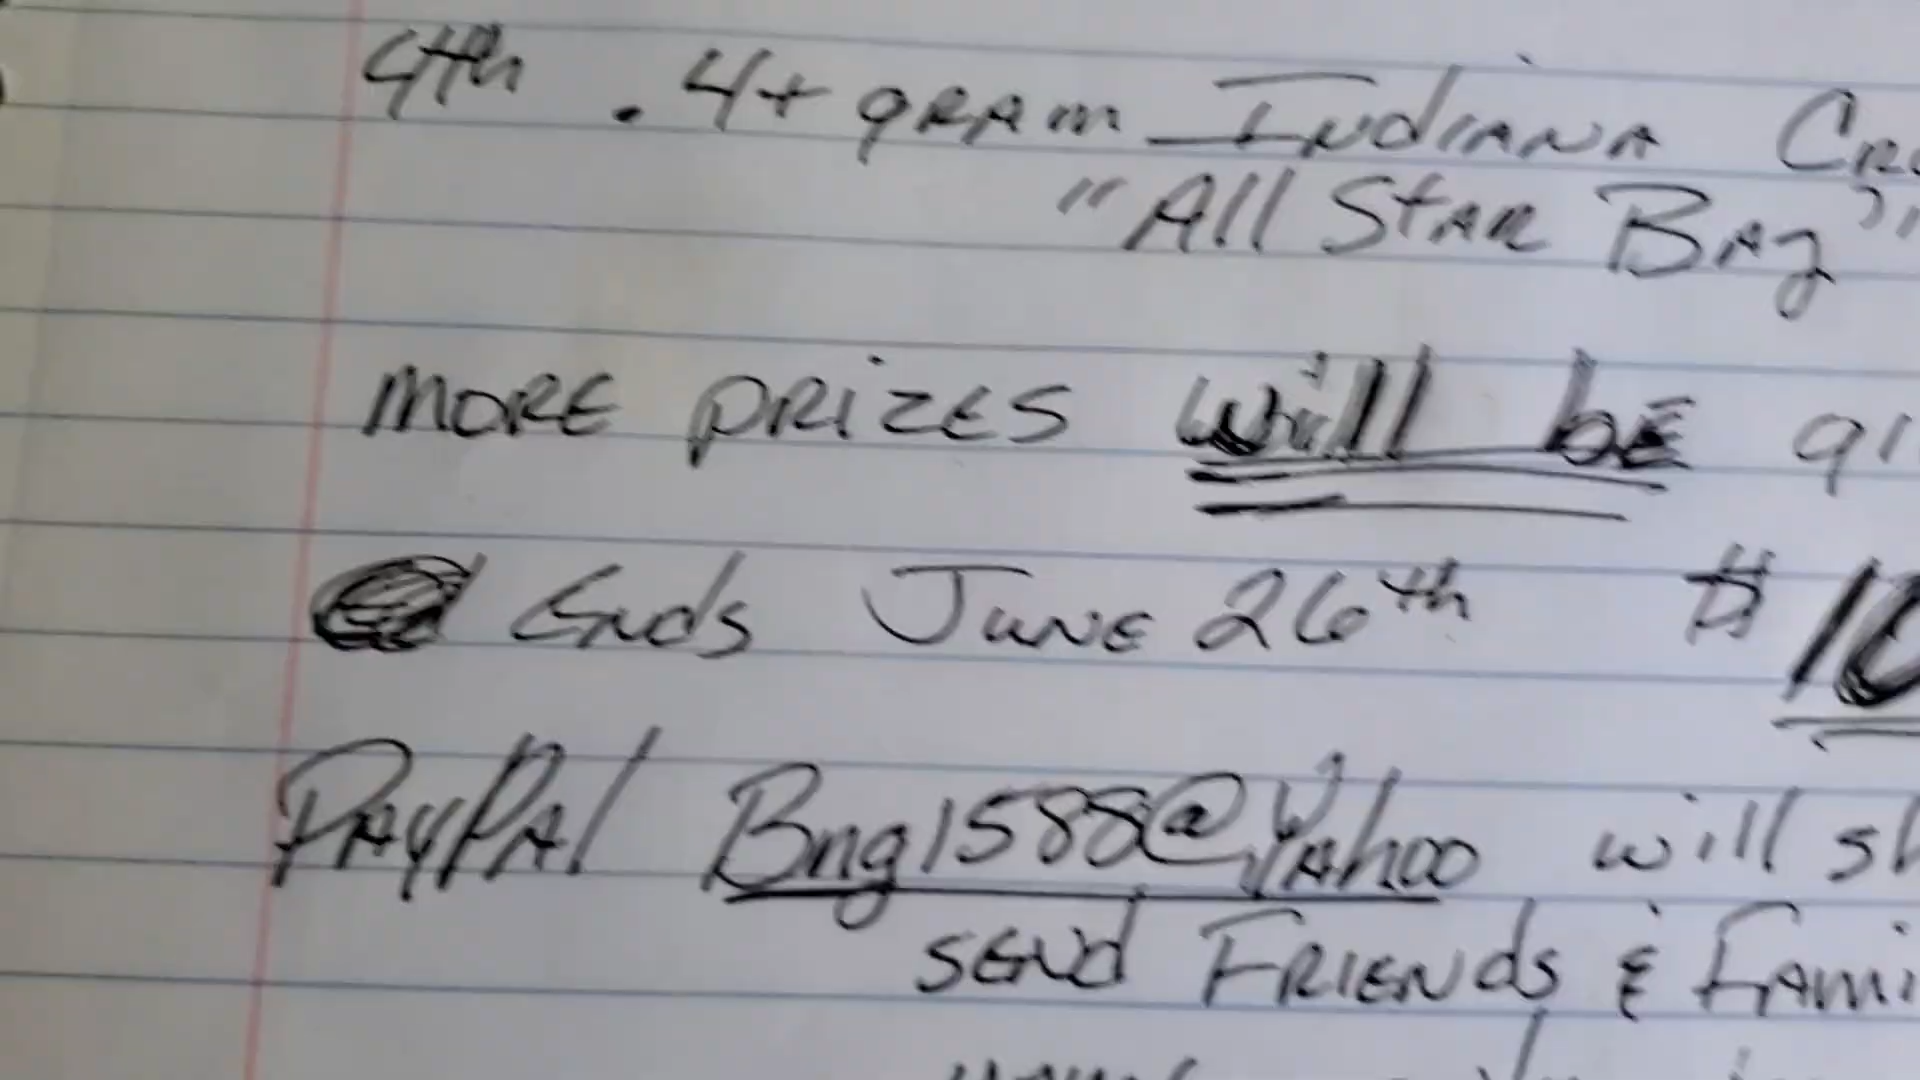 4th . 4+ gram Indiana
"All Star Bag"
more prizes will be
Ends June 26th $10
PayPal Bng1588@Yahoo will
send Friends &